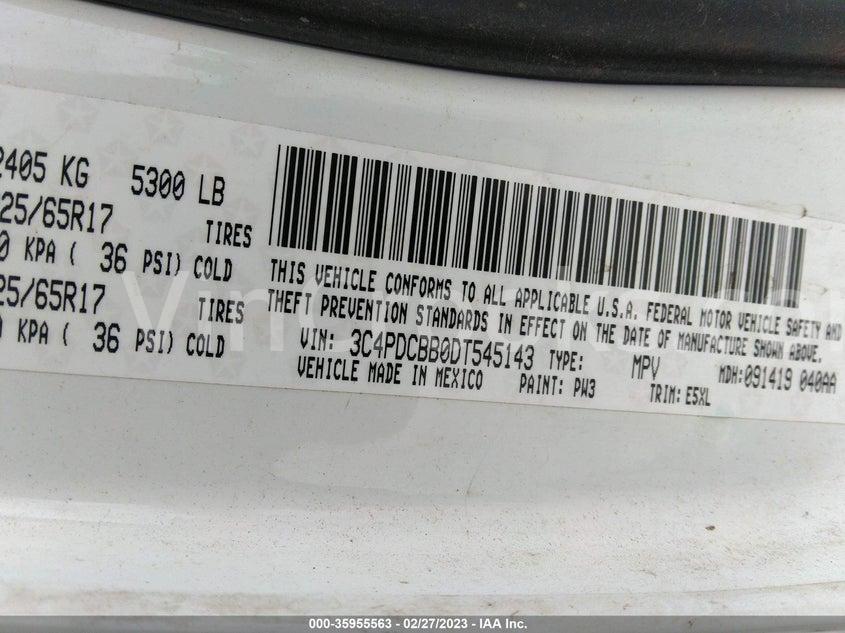 2405 KG 5300 LB
25/65R17 TIRES
0 KPA ( 36 PSI) COLD
25/65R17 TIRES
KPA ( 36 PSI) COLD
THIS VEHICLE CONFORMS TO ALL APPLICABLE U.S.A. FEDERAL MOTOR VEHICLE SAFETY AND
THEFT PREVENTION STANDARDS IN EFFECT ON THE DATE OF MANUFACTURE SHOWN ABOVE.
VIN: 3C4PDCBB0DT545143 TYPE: MPV MDH:091419 040AA
VEHICLE MADE IN MEXICO PAINT: PW3 TRIM: E5XL
000-35955563 - 02/27/2023 - IAA Inc.